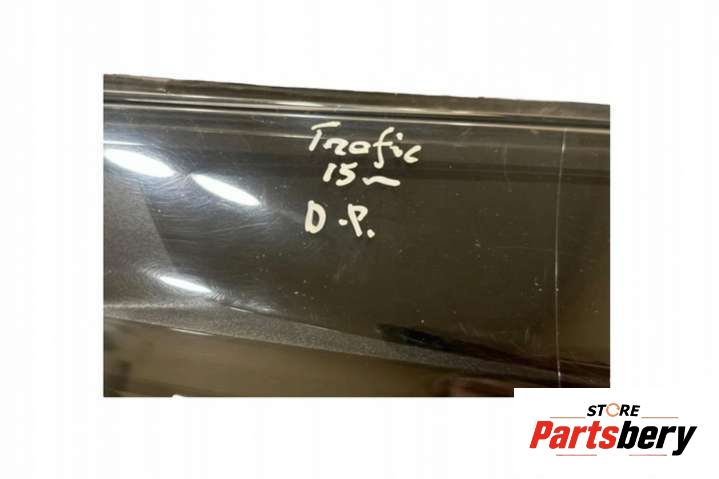 Trafic
15~
D.P.
STORE
Partsbery